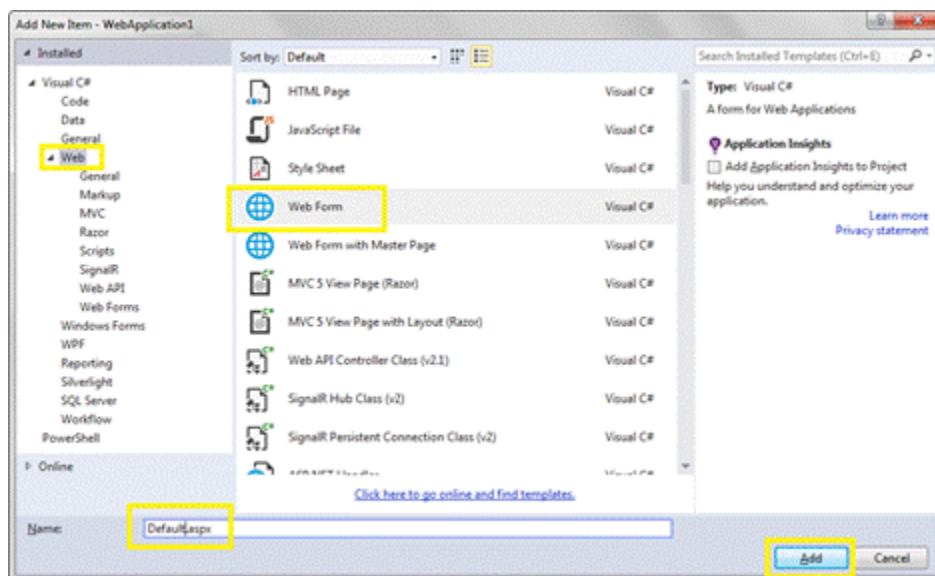 Add New Item - WebApplication1
Installed
Sort by: Default
Search Installed Templates (Ctrl+E)
Visual C#
Code
Data
General
Web
General
Markup
MVC
Razor
Scripts
SignalR
Web API
Web Forms
Windows Forms
WPF
Reporting
Silverlight
SQL Server
Workflow
PowerShell
Online
HTML Page Visual C#
JavaScript File Visual C#
Style Sheet Visual C#
Web Form Visual C#
Web Form with Master Page Visual C#
MVC 5 View Page (Razor) Visual C#
MVC 5 View Page with Layout (Razor) Visual C#
Web API Controller Class (v2.1) Visual C#
SignalR Hub Class (v2) Visual C#
SignalR Persistent Connection Class (v2) Visual C#
ASP.NET Handler Visual C#
Click here to go online and find templates.
Type: Visual C#
A form for Web Applications
Application Insights
Add Application Insights to Project
Help you understand and optimize your
application.
Learn more
Privacy statement
Name: Default.aspx
Add Cancel